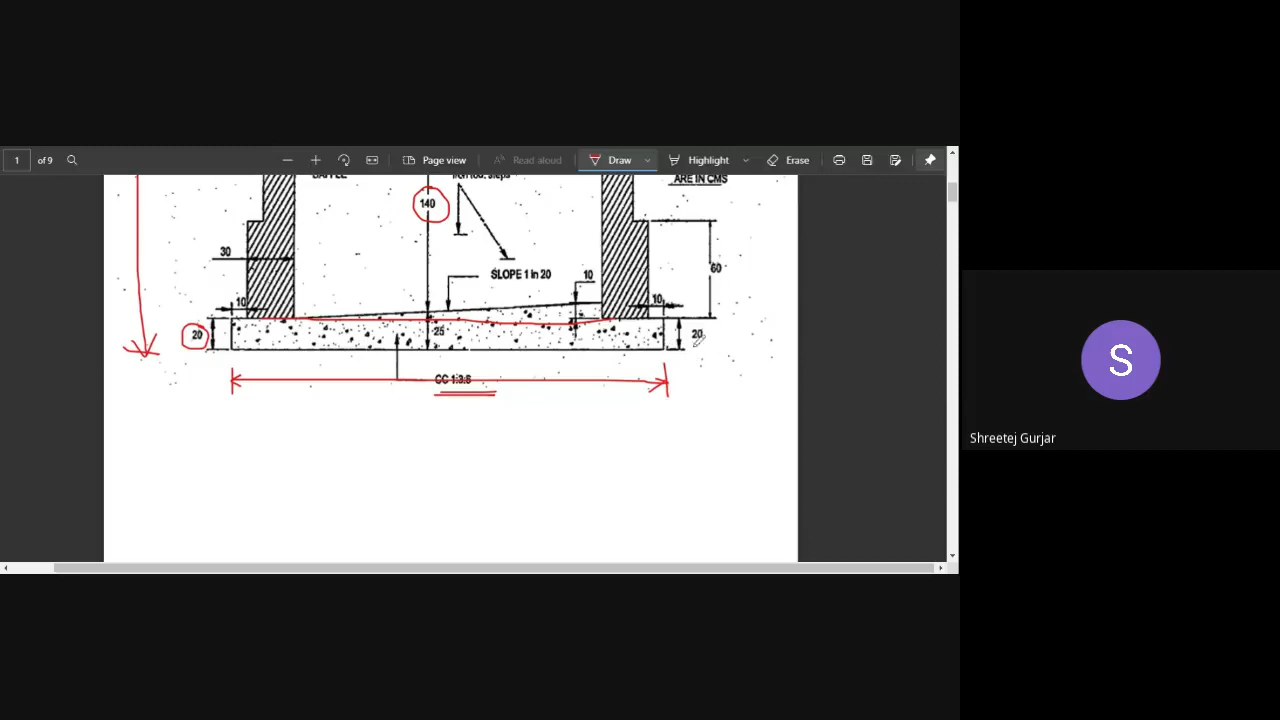 1 of 9 Page view Read aloud Draw Highlight Erase
ARE IN CMS
140
30
SLOPE 1 in 20
10
60
10
10
20
25
20
CC 1:3:6
S
Shreetej Gurjar